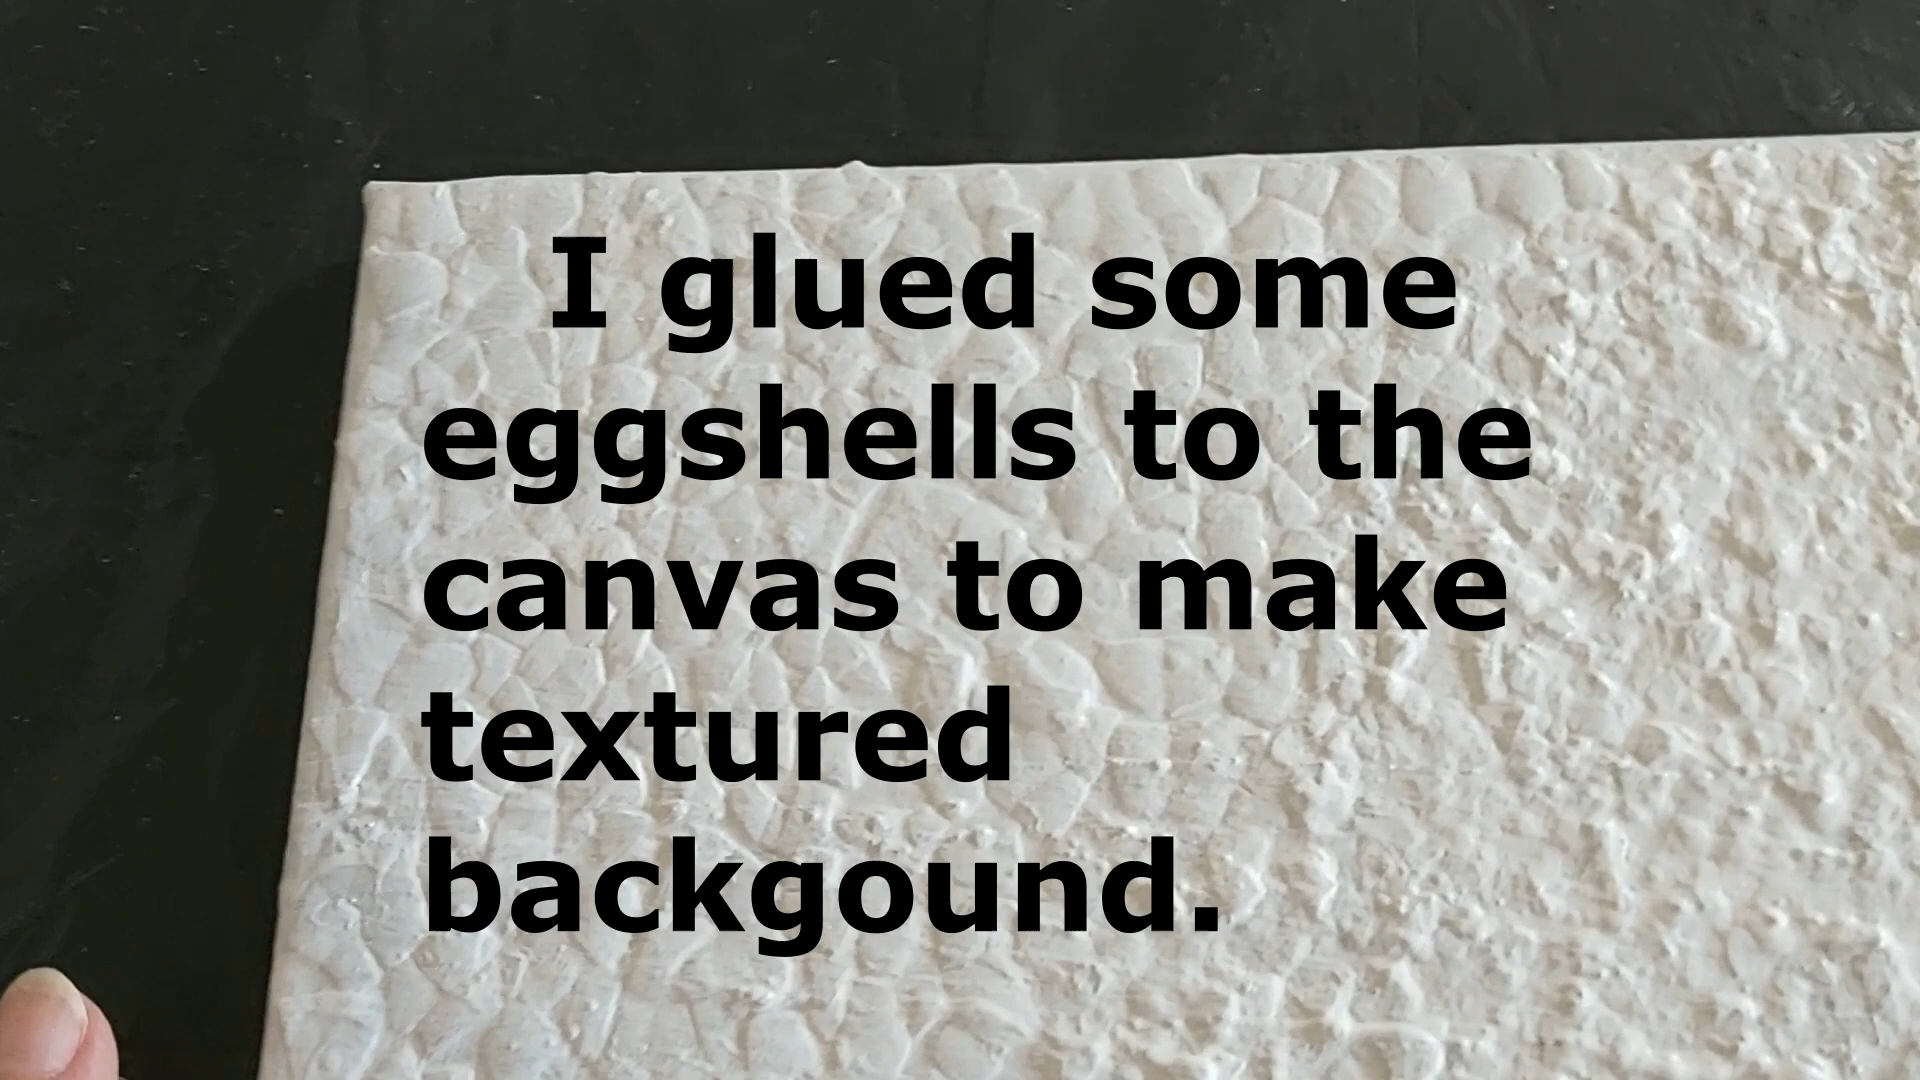 I glued some
eggshells to the
canvas to make
textured
backgound.